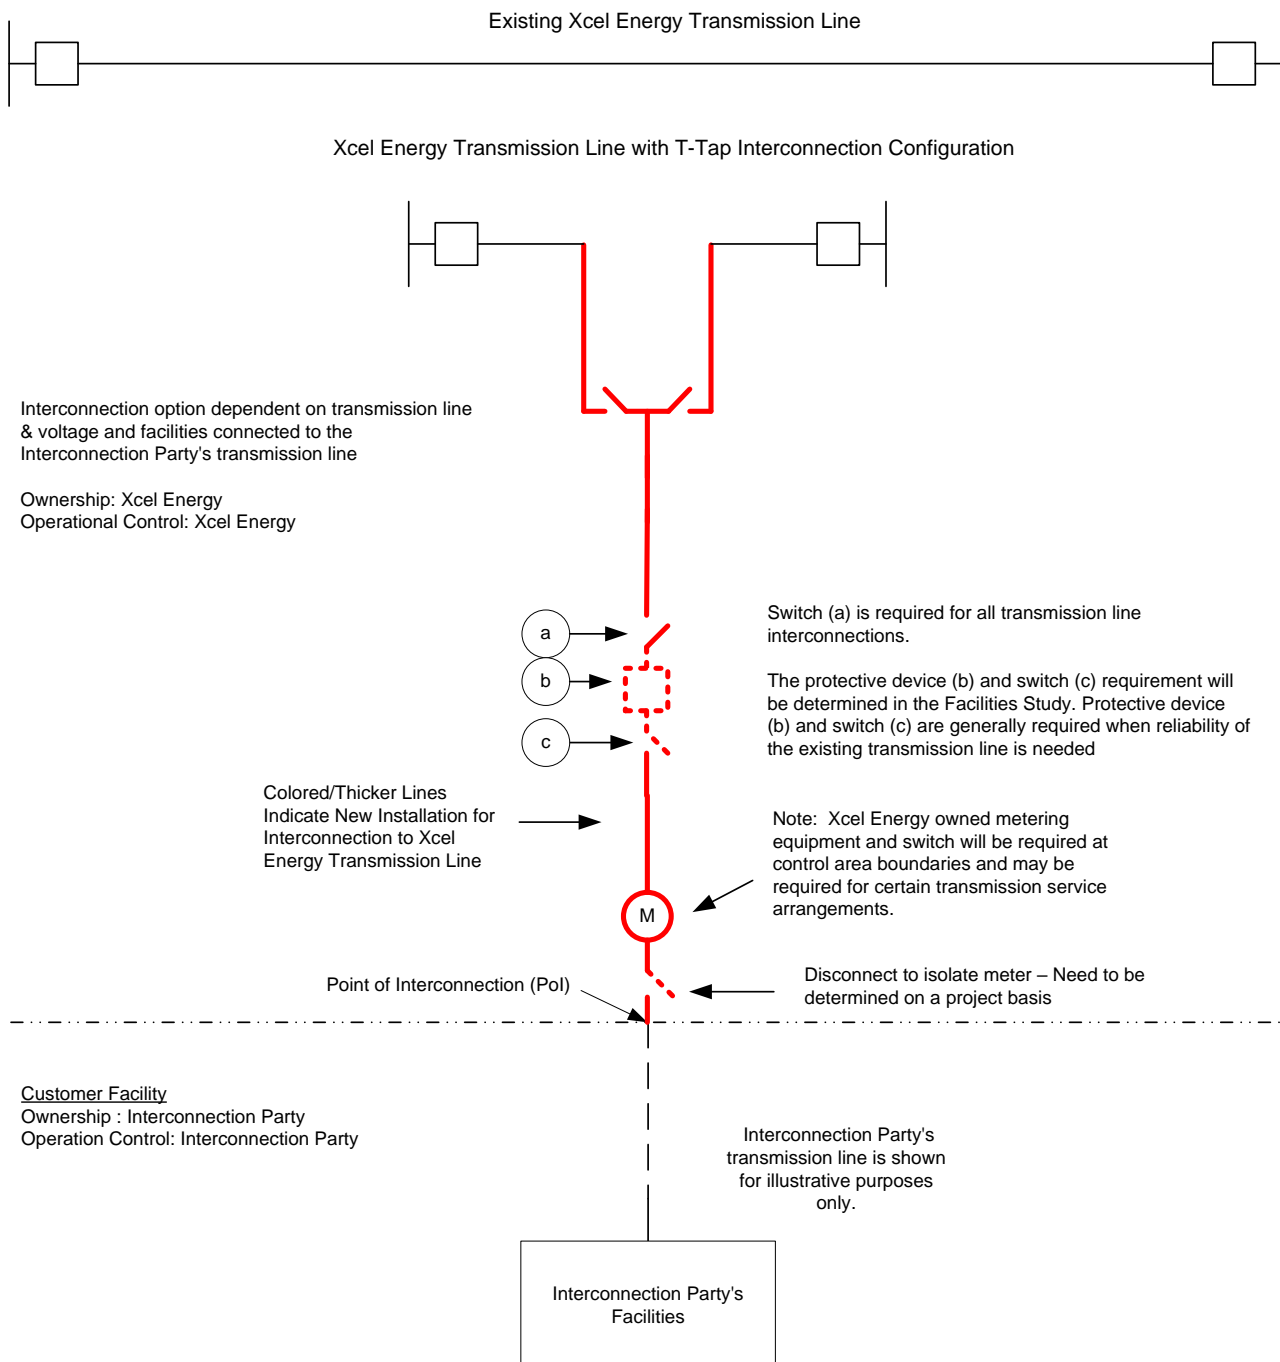 Existing Xcel Energy Transmission Line
Xcel Energy Transmission Line with T-Tap Interconnection Configuration
Interconnection option dependent on transmission line
& voltage and facilities connected to the
Interconnection Party's transmission line
Ownership: Xcel Energy
Operational Control: Xcel Energy
a
b
c
Switch (a) is required for all transmission line
interconnections.
The protective device (b) and switch (c) requirement will
be determined in the Facilities Study. Protective device
(b) and switch (c) are generally required when reliability of
the existing transmission line is needed
Colored/Thicker Lines
Indicate New Installation for
Interconnection to Xcel
Energy Transmission Line
Note:  Xcel Energy owned metering
equipment and switch will be required at
control area boundaries and may be
required for certain transmission service
arrangements.
M
Point of Interconnection (PoI)
Disconnect to isolate meter – Need to be
determined on a project basis
Customer Facility
Ownership : Interconnection Party
Operation Control: Interconnection Party
Interconnection Party's
transmission line is shown
for illustrative purposes
only.
Interconnection Party's
Facilities